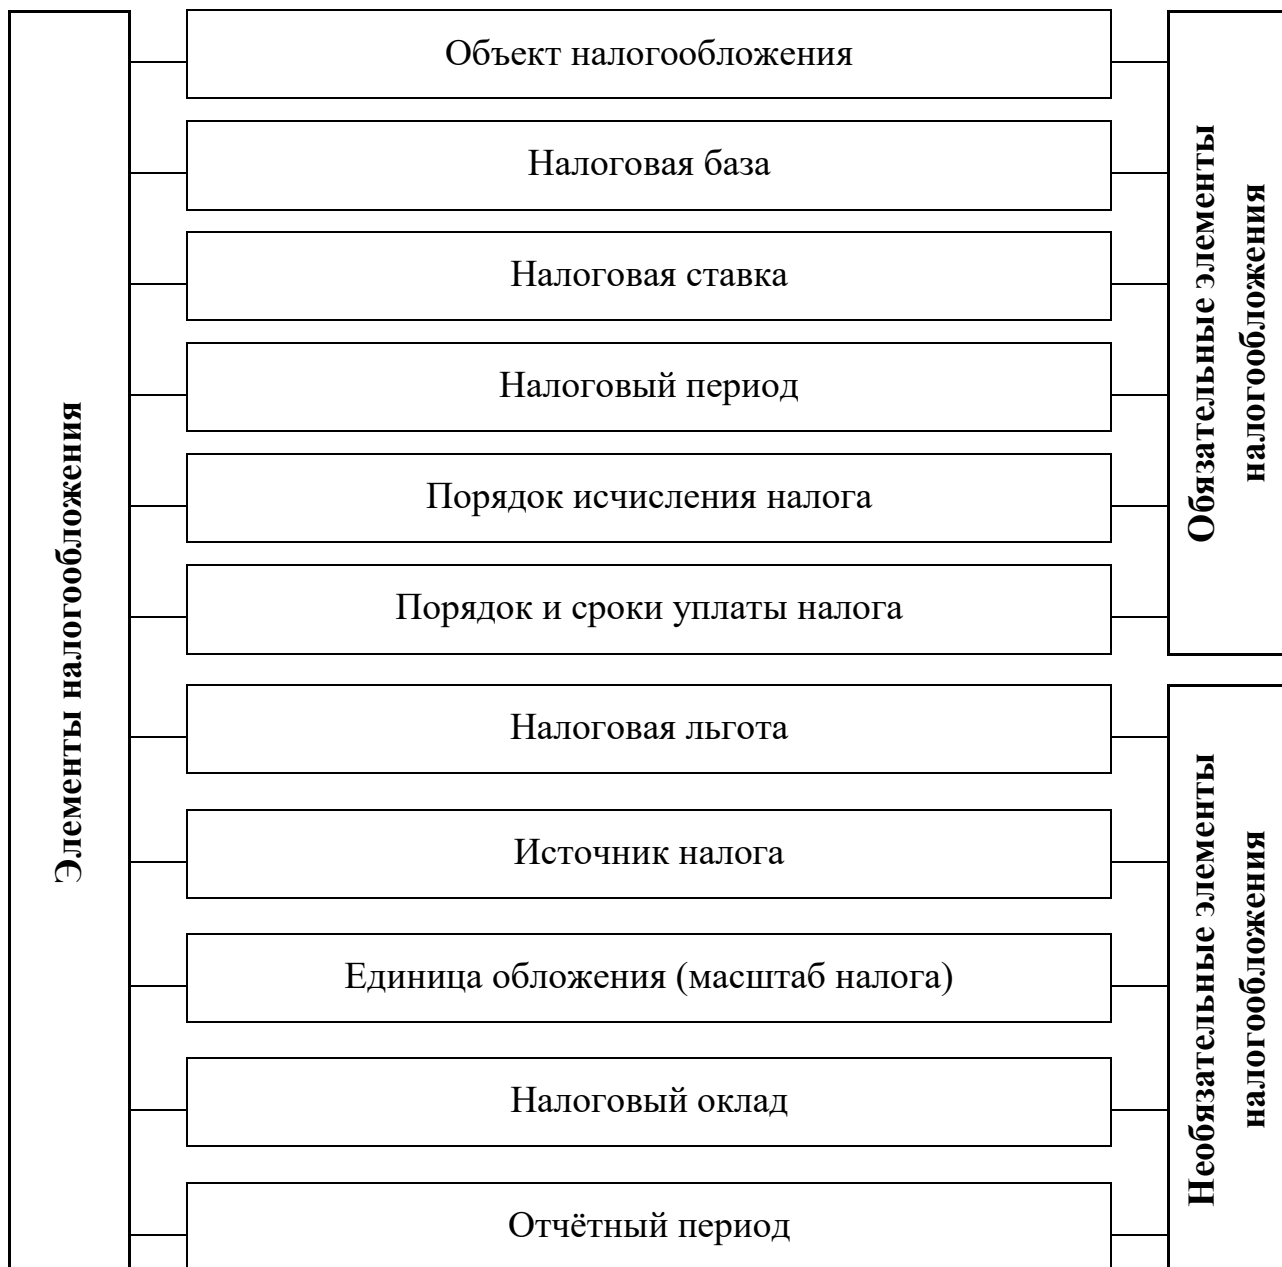 Элементы налогообложения
Объект налогообложения
Налоговая база
Налоговая ставка
Налоговый период
Порядок исчисления налога
Порядок и сроки уплаты налога
Налоговая льгота
Источник налога
Единица обложения (масштаб налога)
Налоговый оклад
Отчётный период
Обязательные элементы
налогообложения
Необязательные элементы
налогообложения